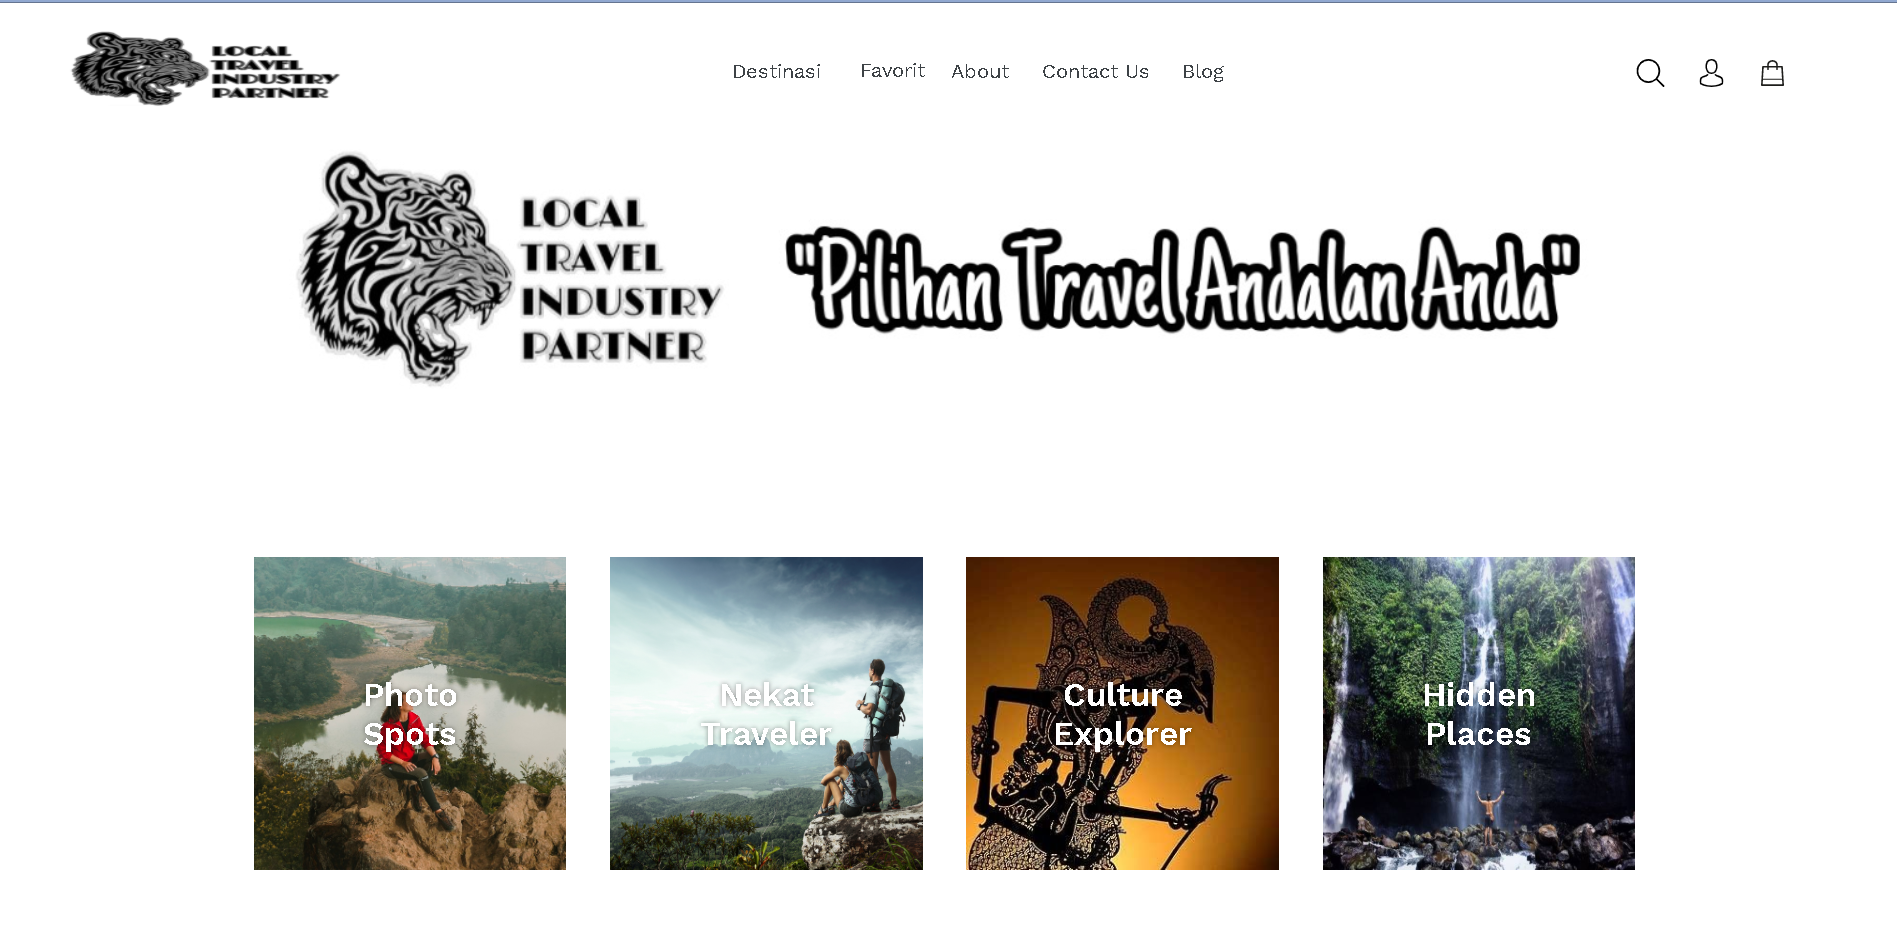 LOCAL
TRAVEL
INDUSTRY
PARTNER
Destinasi Favorit About Contact Us Blog
LOCAL
TRAVEL
INDUSTRY
PARTNER
"Pilihan Travel Andalan Anda"
Photo
Spots
Nekat
Traveler
Culture
Explorer
Hidden
Places